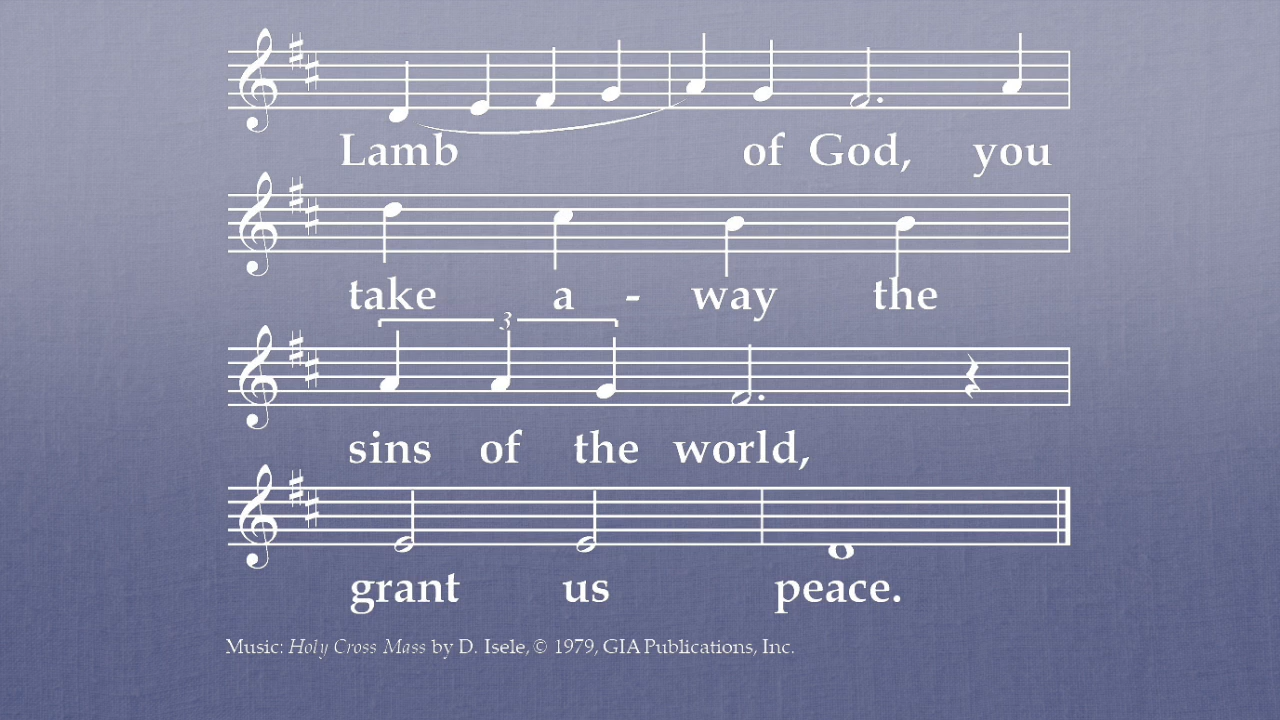 Lamb of God, you
take a - way the
3
sins of the world,
grant us peace.
Music: Holy Cross Mass by D. Isele, © 1979, GIA Publications, Inc.